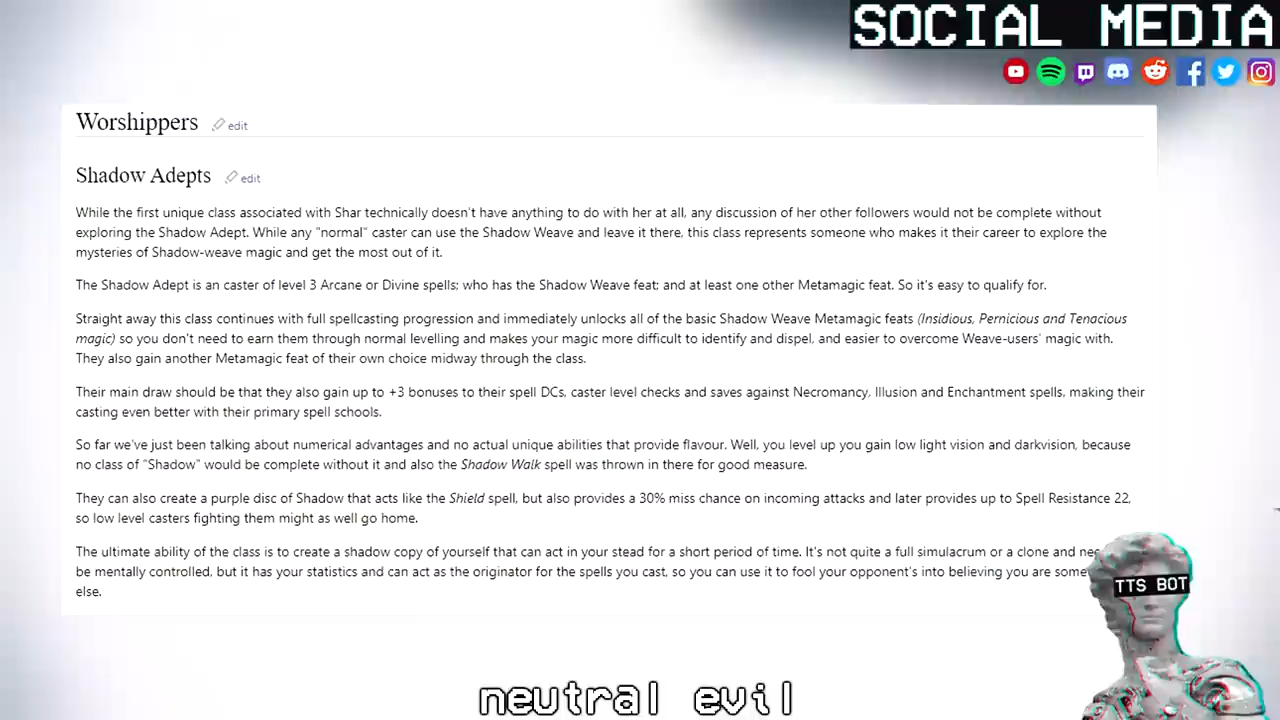 SOCIAL MEDIA
Worshippers edit
Shadow Adepts edit
While the first unique class associated with Shar technically doesn't have anything to do with her at all, any discussion of her other followers would not be complete without
exploring the Shadow Adept. While any "normal" caster can use the Shadow Weave and leave it there, this class represents someone who makes it their career to explore the
mysteries of Shadow-weave magic and get the most out of it.
The Shadow Adept is an caster of level 3 Arcane or Divine spells; who has the Shadow Weave feat; and at least one other Metamagic feat. So it's easy to qualify for.
Straight away this class continues with full spellcasting progression and immediately unlocks all of the basic Shadow Weave Metamagic feats (Insidious, Pernicious and Tenacious
magic) so you don't need to earn them through normal levelling and makes your magic more difficult to identify and dispel, and easier to overcome Weave-users' magic with.
They also gain another Metamagic feat of their own choice midway through the class.
Their main draw should be that they also gain up to +3 bonuses to their spell DCs, caster level checks and saves against Necromancy, Illusion and Enchantment spells, making their
casting even better with their primary spell schools.
So far we've just been talking about numerical advantages and no actual unique abilities that provide flavour. Well, you level up you gain low light vision and darkvision, because
no class of "Shadow" would be complete without it and also the Shadow Walk spell was thrown in there for good measure.
They can also create a purple disc of Shadow that acts like the Shield spell, but also provides a 30% miss chance on incoming attacks and later provides up to Spell Resistance 22,
so low level casters fighting them might as well go home.
The ultimate ability of the class is to create a shadow copy of yourself that can act in your stead for a short period of time. It's not quite a full simulacrum or a clone and
be mentally controlled, but it has your statistics and can act as the originator for the spells you cast, so you can use it to fool your opponent's into believing you are
else.
TTS BOT
neutral evil